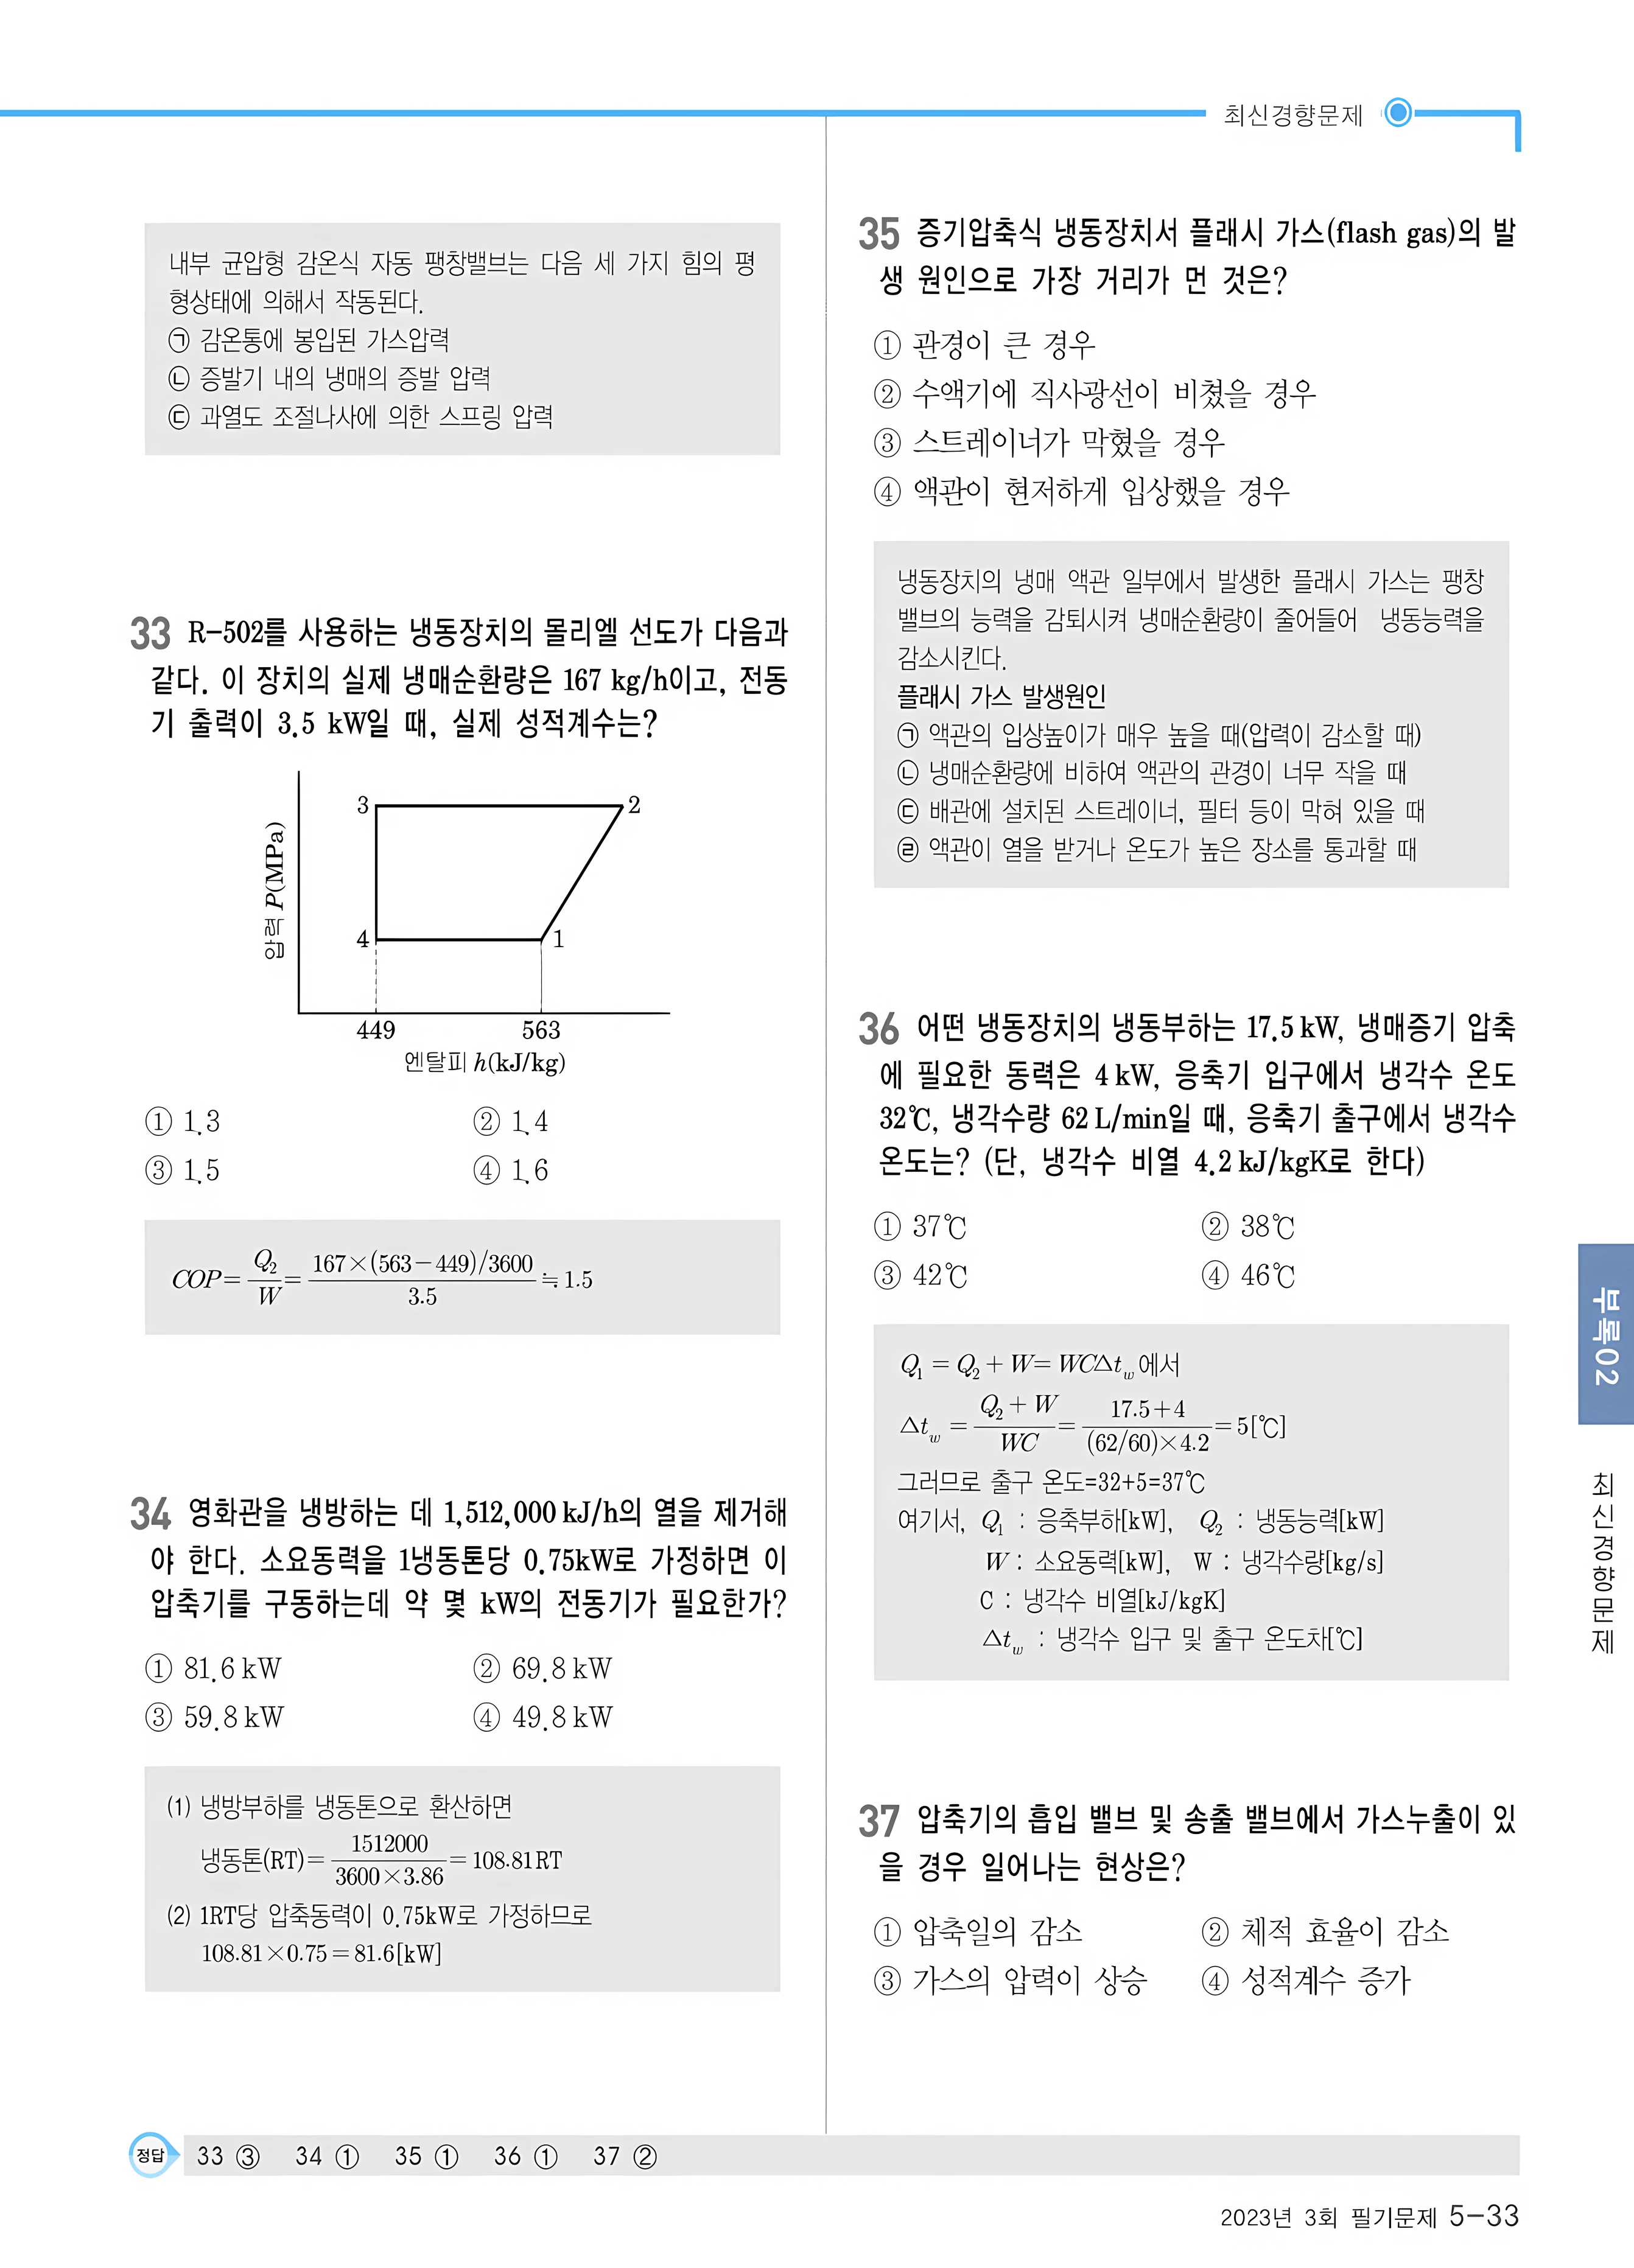 최신경향문제
내부 균압형 감온식 자동 팽창밸브는 다음 세 가지 힘의 평
형상태에 의해서 작동된다.
㉠ 감온통에 봉입된 가스압력
㉡ 증발기 내의 냉매의 증발 압력
㉢ 과열도 조절나사에 의한 스프링 압력
33 R-502를 사용하는 냉동장치의 몰리엘 선도가 다음과
같다. 이 장치의 실제 냉매순환량은 167 kg/h이고, 전동
기 출력이 3.5 kW일 때, 실제 성적계수는?
3 2
압력 P(MPa)
4 1
449 563
엔탈피 h(kJ/kg)
① 1.3 ② 1.4
③ 1.5 ④ 1.6
COP = Q₂/W = 167×(563-449)/3600 / 3.5 ≒ 1.5
34 영화관을 냉방하는 데 1,512,000 kJ/h의 열을 제거해
야 한다. 소요동력을 1냉동톤당 0.75kW로 가정하면 이
압축기를 구동하는데 약 몇 kW의 전동기가 필요한가?
① 81.6 kW ② 69.8 kW
③ 59.8 kW ④ 49.8 kW
(1) 냉방부하를 냉동톤으로 환산하면
냉동톤(RT) = 1512000 / 3600×3.86 = 108.81RT
(2) 1RT당 압축동력이 0.75kW로 가정하므로
108.81×0.75 = 81.6[kW]
35 증기압축식 냉동장치서 플래시 가스(flash gas)의 발
생 원인으로 가장 거리가 먼 것은?
① 관경이 큰 경우
② 수액기에 직사광선이 비쳤을 경우
③ 스트레이너가 막혔을 경우
④ 액관이 현저하게 입상했을 경우
냉동장치의 냉매 액관 일부에서 발생한 플래시 가스는 팽창
밸브의 능력을 감퇴시켜 냉매순환량이 줄어들어 냉동능력을
감소시킨다.
플래시 가스 발생원인
㉠ 액관의 입상높이가 매우 높을 때(압력이 감소할 때)
㉡ 냉매순환량에 비하여 액관의 관경이 너무 작을 때
㉢ 배관에 설치된 스트레이너, 필터 등이 막혀 있을 때
㉣ 액관이 열을 받거나 온도가 높은 장소를 통과할 때
36 어떤 냉동장치의 냉동부하는 17.5 kW, 냉매증기 압축
에 필요한 동력은 4 kW, 응축기 입구에서 냉각수 온도
32℃, 냉각수량 62 L/min일 때, 응축기 출구에서 냉각수
온도는? (단, 냉각수 비열 4.2 kJ/kgK로 한다)
① 37℃ ② 38℃
③ 42℃ ④ 46℃
Q₁ = Q₂ + W = WCΔt_w에서
Δt_w = Q₂ + W / WC = 17.5+4 / (62/60)×4.2 = 5[℃]
그러므로 출구 온도=32+5=37℃
여기서, Q₁ : 응축부하[kW], Q₂ : 냉동능력[kW]
W : 소요동력[kW], W : 냉각수량[kg/s]
C : 냉각수 비열[kJ/kgK]
Δt_w : 냉각수 입구 및 출구 온도차[℃]
37 압축기의 흡입 밸브 및 송출 밸브에서 가스누출이 있
을 경우 일어나는 현상은?
① 압축일의 감소 ② 체적 효율이 감소
③ 가스의 압력이 상승 ④ 성적계수 증가
부록02
최신경향문제
정답 33 ③ 34 ① 35 ① 36 ① 37 ②
2023년 3회 필기문제 5-33